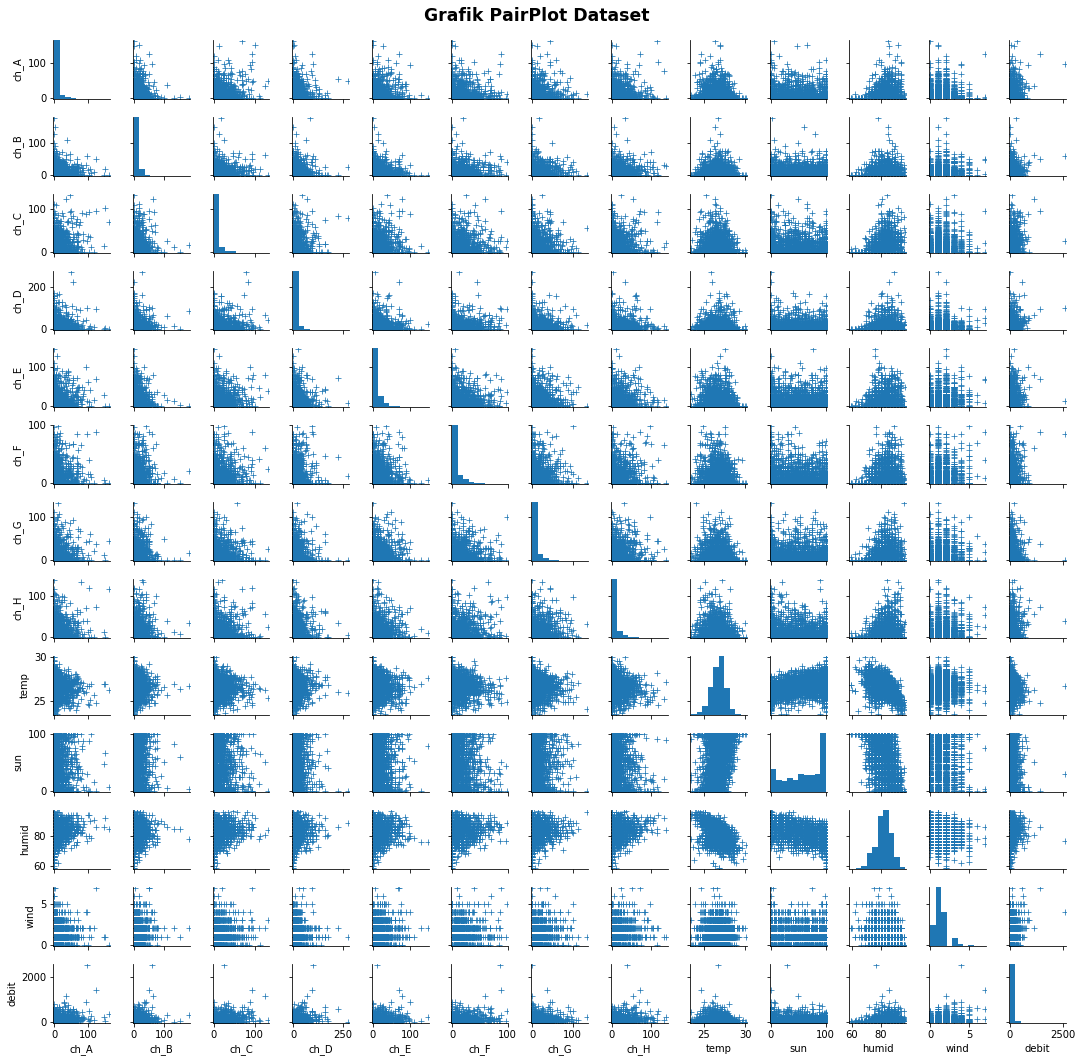 Grafik PairPlot Dataset
ch_A
100
0
ch_B
100
0
ch_C
100
0
ch_D
200
0
ch_E
100
0
ch_F
100
50
0
ch_G
100
0
ch_H
100
0
temp
30
25
sun
100
50
0
humid
80
60
wind
5
0
debit
2000
0
0 100 0 100 0 100 0 250 0 100 0 100 0 100 0 100 25 30 0 100 60 80 0 5 0 2500
ch_A ch_B ch_C ch_D ch_E ch_F ch_G ch_H temp sun humid wind debit